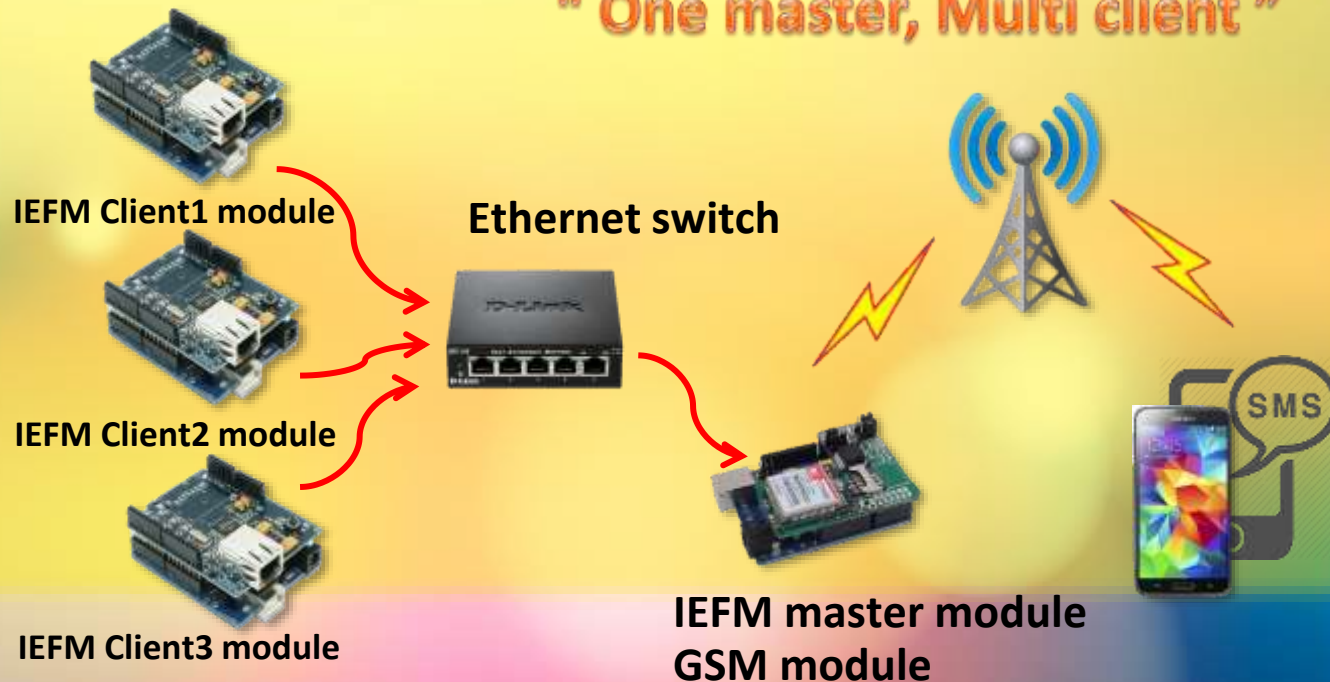 " One master, Multi client "
IEFM Client1 module
Ethernet switch
D-Link
SMS
IEFM Client2 module
IEFM master module
GSM module
IEFM Client3 module